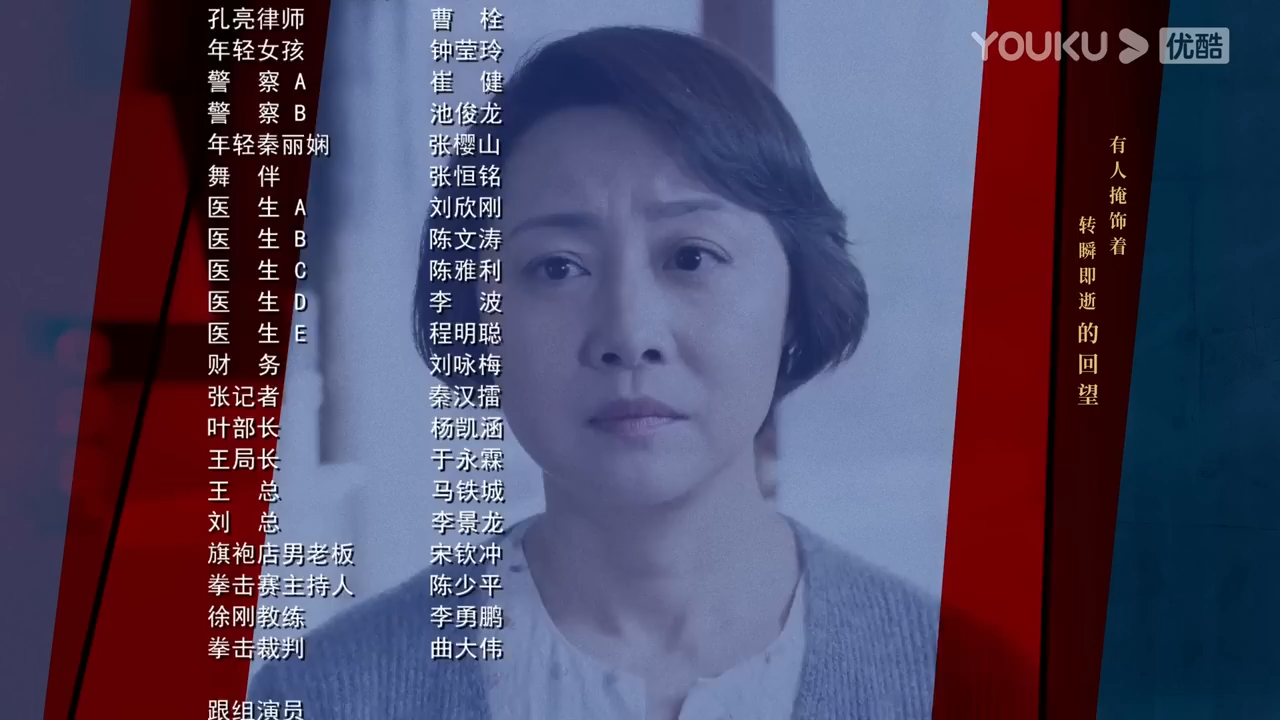 孔亮律师 曹 栓
年轻女孩 钟莹玲
警 察 A 崔 健
警 察 B 池俊龙
年轻秦丽娴 张樱山
舞 伴 张恒铭
医 生 A 刘欣刚
医 生 B 陈文涛
医 生 C 陈雅利
医 生 D 李 波
医 生 E 程明聪
财 务 刘咏梅
张记者 秦汉擂
叶部长 杨凯涵
王局长 于永霖
王 总 马铁城
刘 总 李景龙
旗袍店男老板 宋钦冲
拳击赛主持人 陈少平
徐刚教练 李勇鹏
拳击裁判 曲大伟
跟组演员
YOUKU 优酷
有人掩饰着
转瞬即逝的回望